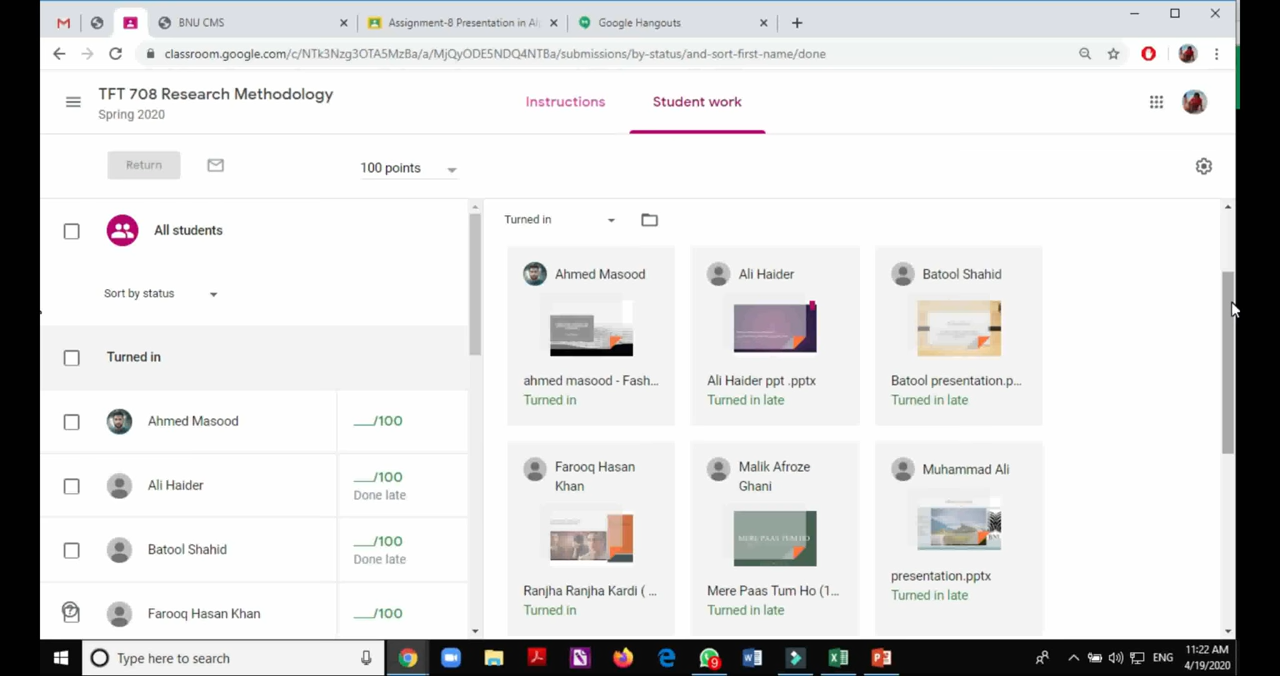 BNU CMS
Assignment-8 Presentation in Al
Google Hangouts
classroom.google.com/c/NTk3Nzg3OTA5MzBa/a/MjQyODE5NDQ4NTBa/submissions/by-status/and-sort-first-name/done
TFT 708 Research Methodology
Spring 2020
Instructions
Student work
Return
100 points
All students
Sort by status
Turned in
Ahmed Masood
___/100
Ali Haider
___/100
Done late
Batool Shahid
___/100
Done late
Farooq Hasan Khan
___/100
Turned in
Ahmed Masood
ahmed masood - Fash...
Turned in
Ali Haider
Ali Haider ppt .pptx
Turned in late
Batool Shahid
Batool presentation.p...
Turned in late
Farooq Hasan
Khan
Ranjha Ranjha Kardi ( ...
Turned in
Malik Afroze
Ghani
MERE PAAS TUM HO
Mere Paas Tum Ho (1...
Turned in late
Muhammad Ali
presentation.pptx
Turned in late
Type here to search
9
ENG
11:22 AM
4/19/2020